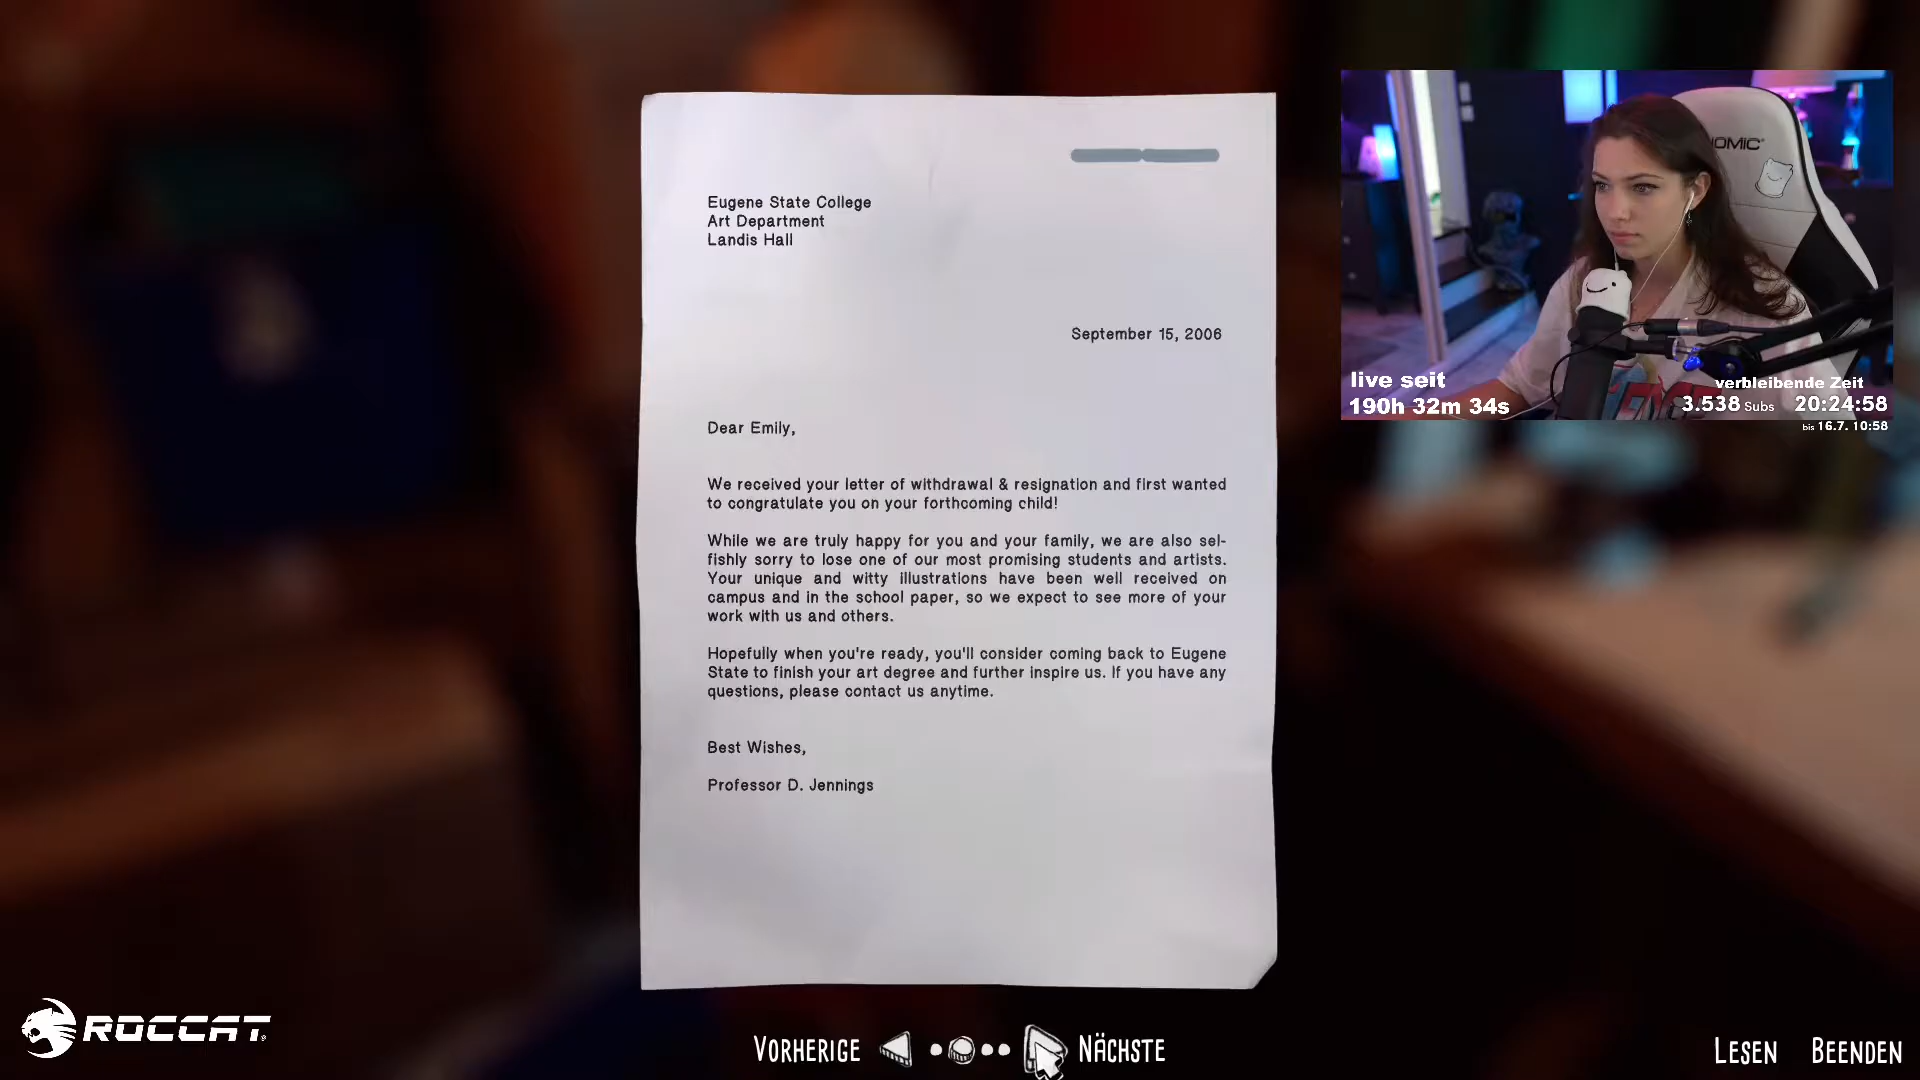 Eugene State College
Art Department
Landis Hall
September 15, 2006
Dear Emily,
We received your letter of withdrawal & resignation and first wanted
to congratulate you on your forthcoming child!
While we are truly happy for you and your family, we are also sel-
fishly sorry to lose one of our most promising students and artists.
Your unique and witty illustrations have been well received on
campus and in the school paper, so we expect to see more of your
work with us and others.
Hopefully when you're ready, you'll consider coming back to Eugene
State to finish your art degree and further inspire us. If you have any
questions, please contact us anytime.
Best Wishes,
Professor D. Jennings
NOMIC
live seit
190h 32m 34s
verbleibende Zeit
3.538 Subs 20:24:58
bis 16.7. 10:58
ROCCAT
VORHERIGE
NÄCHSTE
LESEN BEENDEN